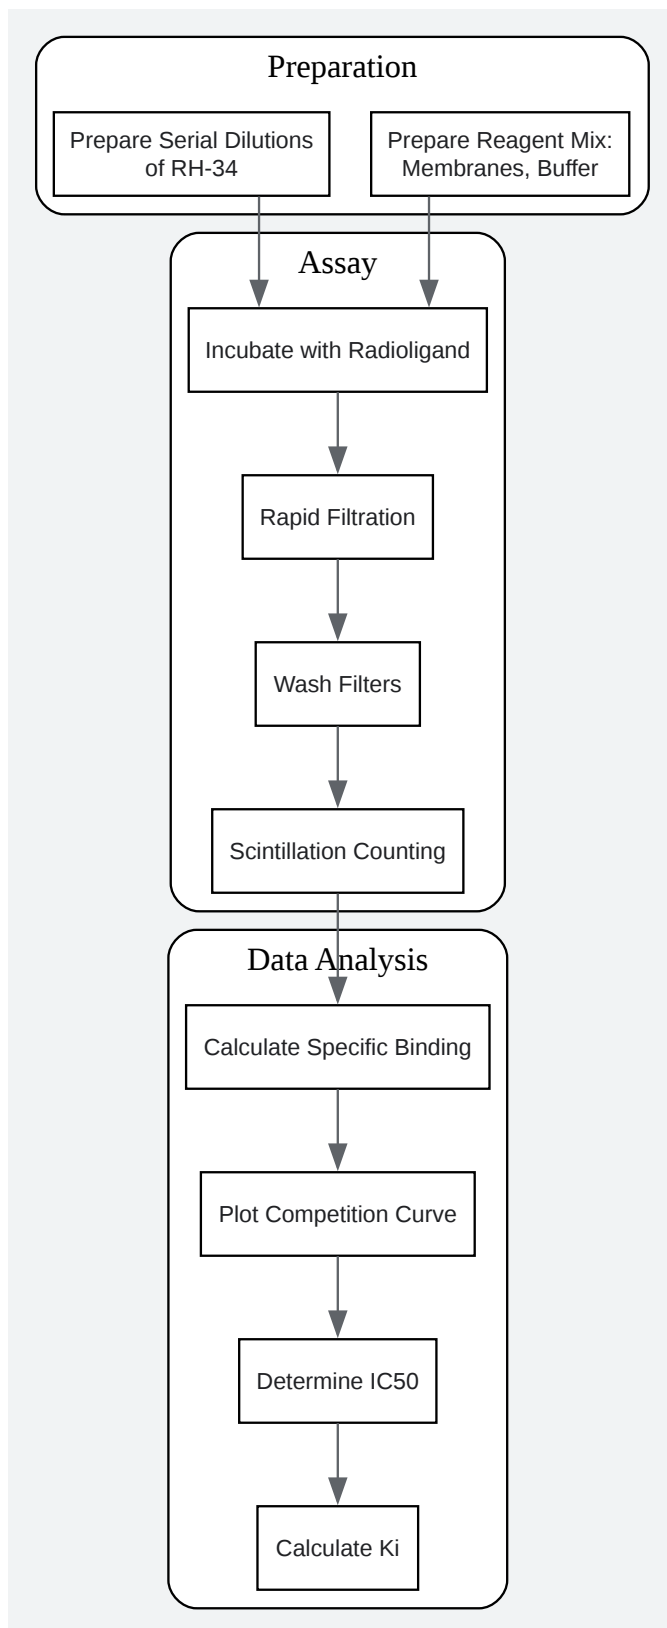 Preparation
Prepare Serial Dilutions
of RH-34
Prepare Reagent Mix:
Membranes, Buffer
Assay
Incubate with Radioligand
Rapid Filtration
Wash Filters
Scintillation Counting
Data Analysis
Calculate Specific Binding
Plot Competition Curve
Determine IC50
Calculate Ki